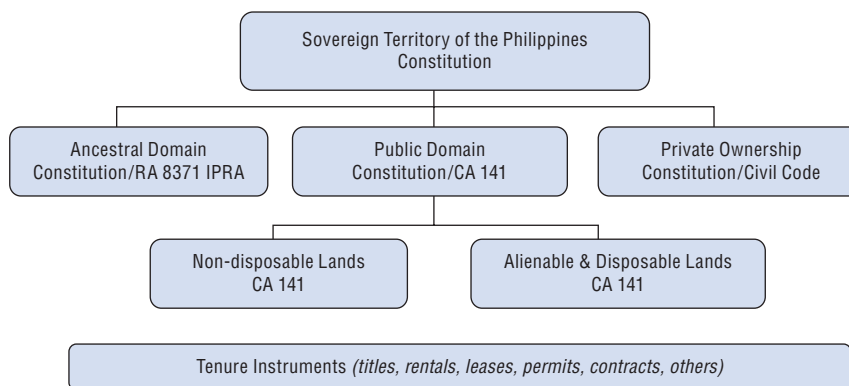 Sovereign Territory of the Philippines
Constitution
Ancestral Domain
Constitution/RA 8371 IPRA
Public Domain
Constitution/CA 141
Private Ownership
Constitution/Civil Code
Non-disposable Lands
CA 141
Alienable & Disposable Lands
CA 141
Tenure Instruments (titles, rentals, leases, permits, contracts, others)